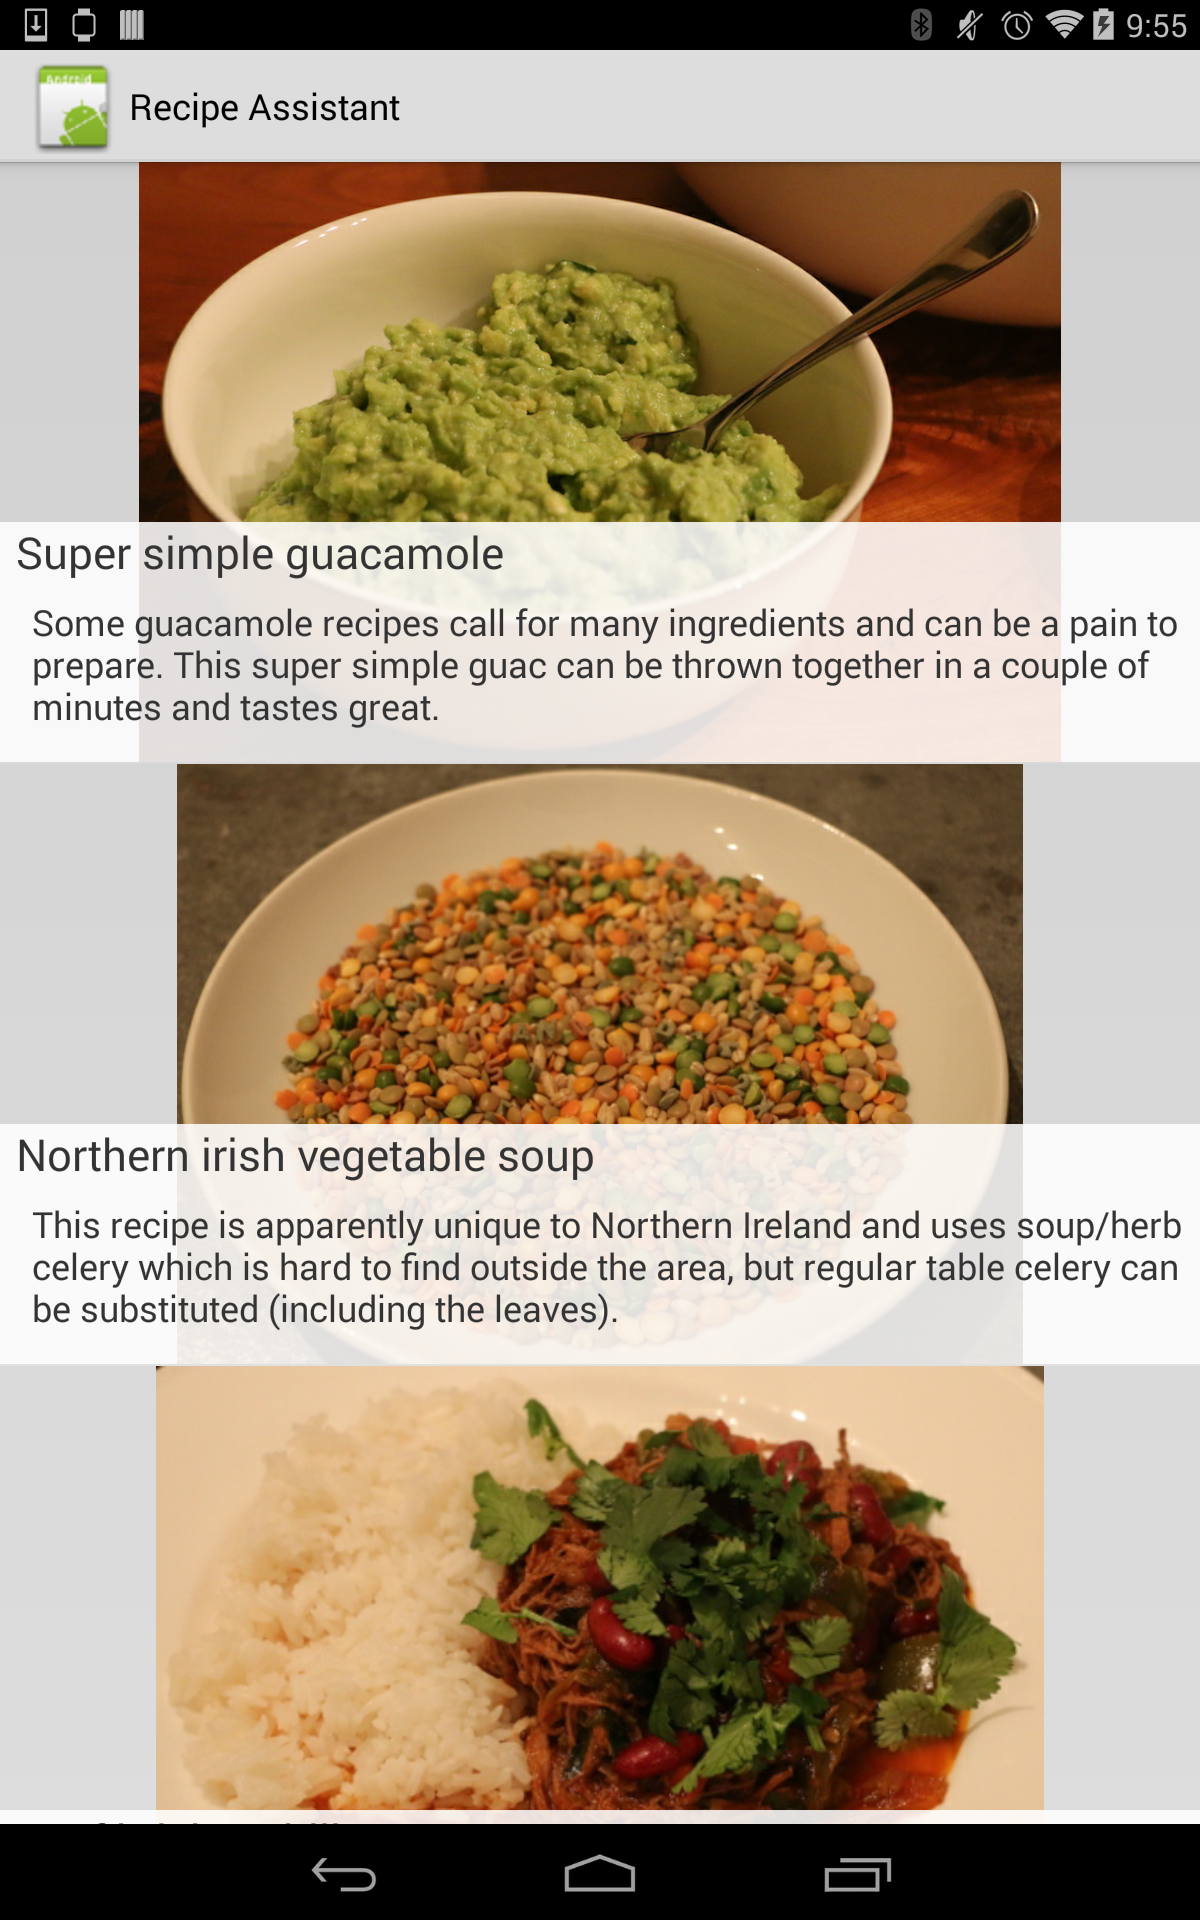 9:55
Android
Recipe Assistant
Super simple guacamole
Some guacamole recipes call for many ingredients and can be a pain to
prepare. This super simple guac can be thrown together in a couple of
minutes and tastes great.
Northern irish vegetable soup
This recipe is apparently unique to Northern Ireland and uses soup/herb
celery which is hard to find outside the area, but regular table celery can
be substituted (including the leaves).